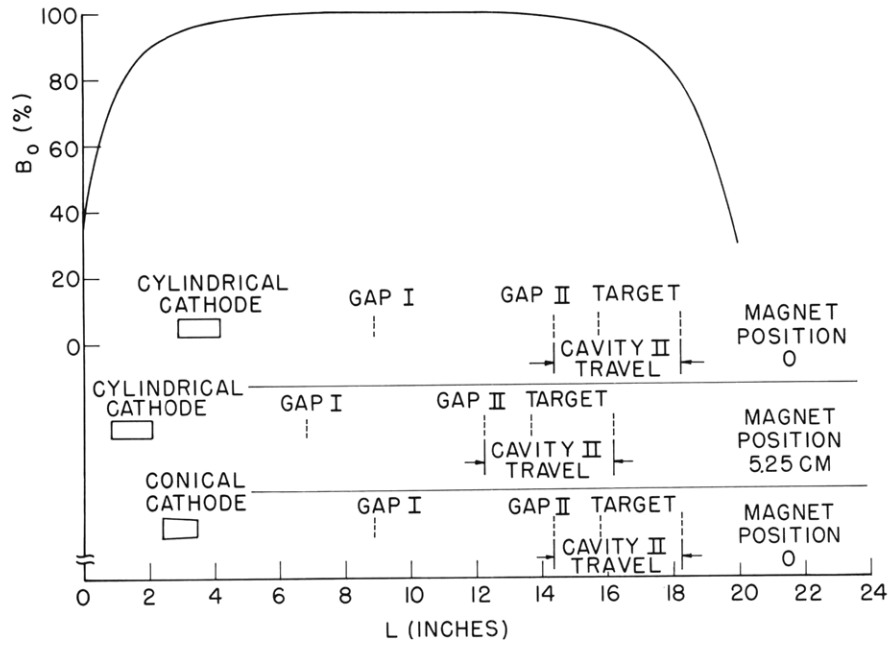 100
80
60
40
20
0
B₀ (%)
CYLINDRICAL
CATHODE
GAP I
GAP II
TARGET
CAVITY II
TRAVEL
MAGNET
POSITION
0
CYLINDRICAL
CATHODE
GAP I
GAP II
TARGET
CAVITY II
TRAVEL
MAGNET
POSITION
5.25 CM
CONICAL
CATHODE
GAP I
GAP II
TARGET
CAVITY II
TRAVEL
MAGNET
POSITION
0
0 2 4 6 8 10 12 14 16 18 20 22 24
L (INCHES)